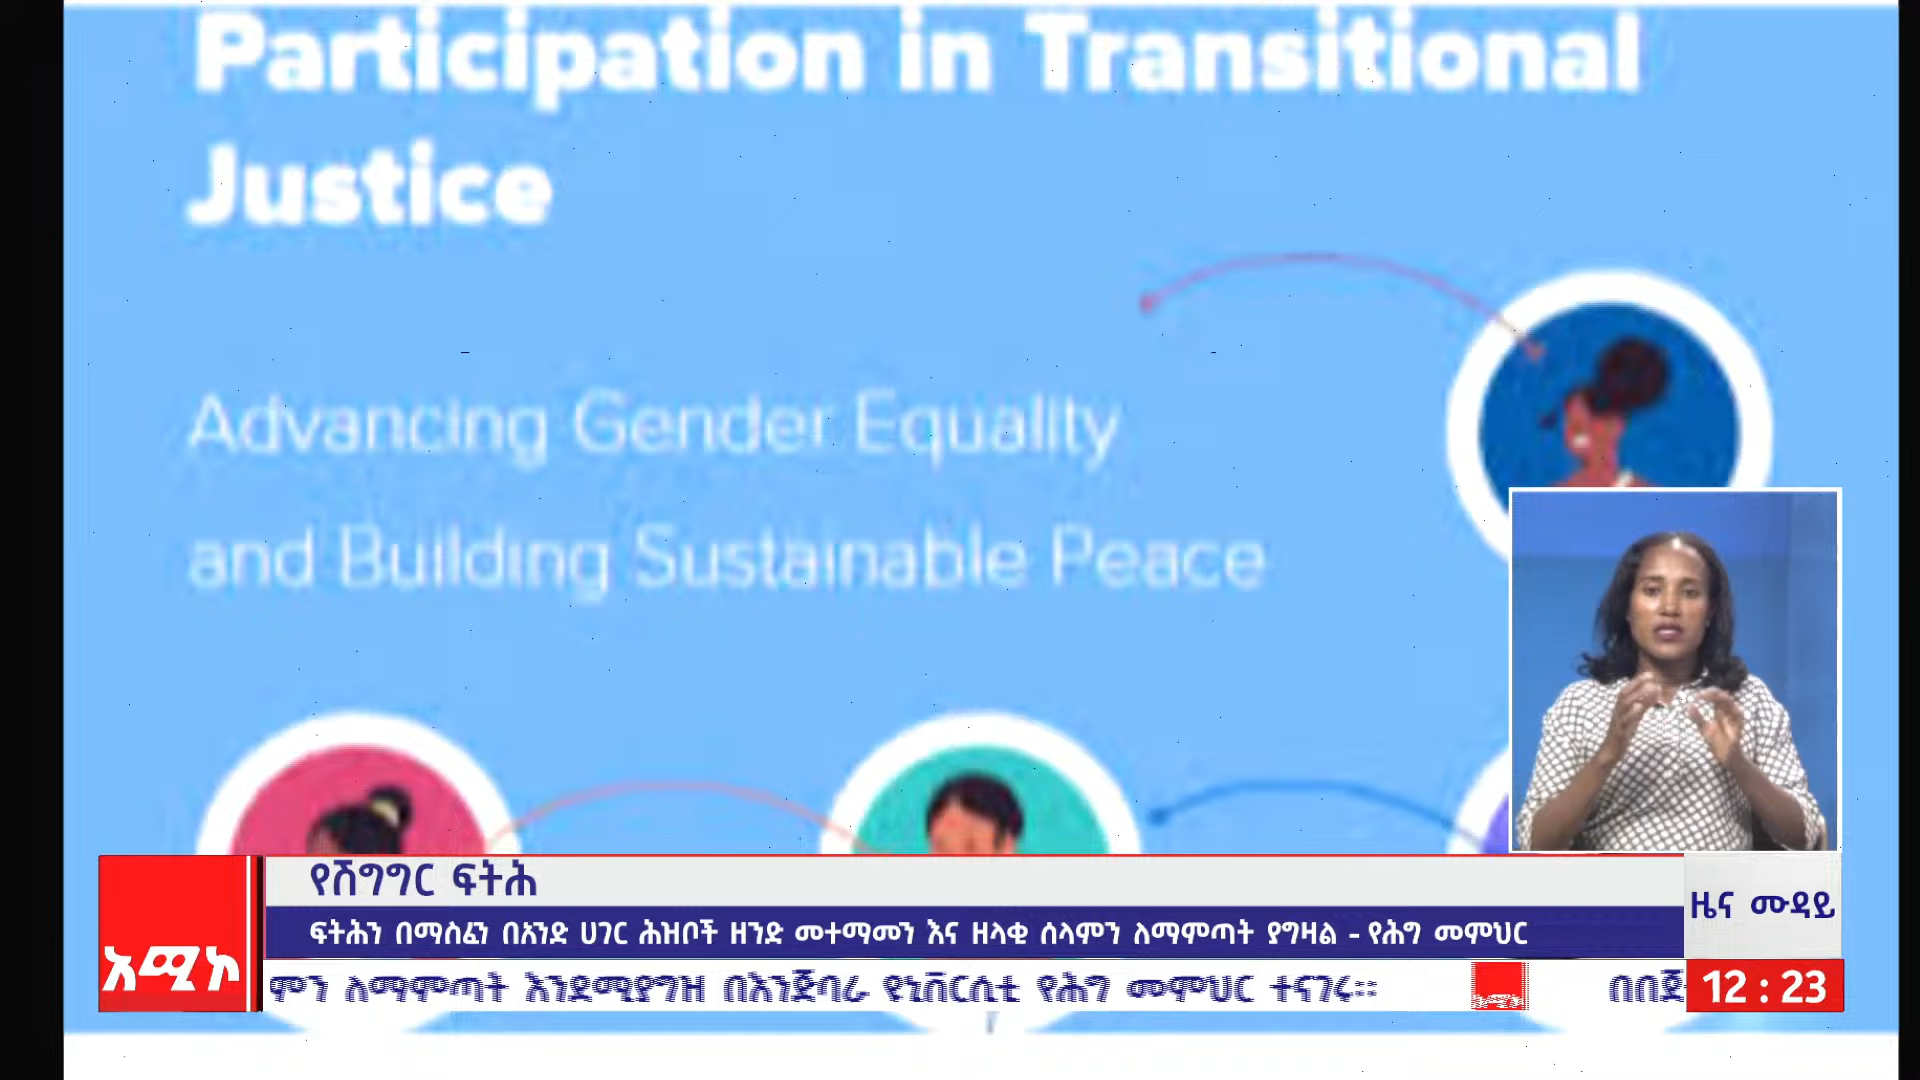 Participation in Transitional
Justice
Advancing Gender Equality
and Building Sustainable Peace
የሽግግር ፍትሕ
ፍትሕን በማስፈን በአንድ ሀገር ሕዝቦች ዘንድ መተማመን እና ዘላቂ ሰላምን ለማምጣት ያግዛል - የሕግ መምህር
ዜና ሙዳይ
አሚኮ
ምን ለማምጣት እንደሚያግዝ በእንጅባራ ዩኒቨርሲቲ የሕግ መምህር ተናገሩ።
በበጀ
12 : 23